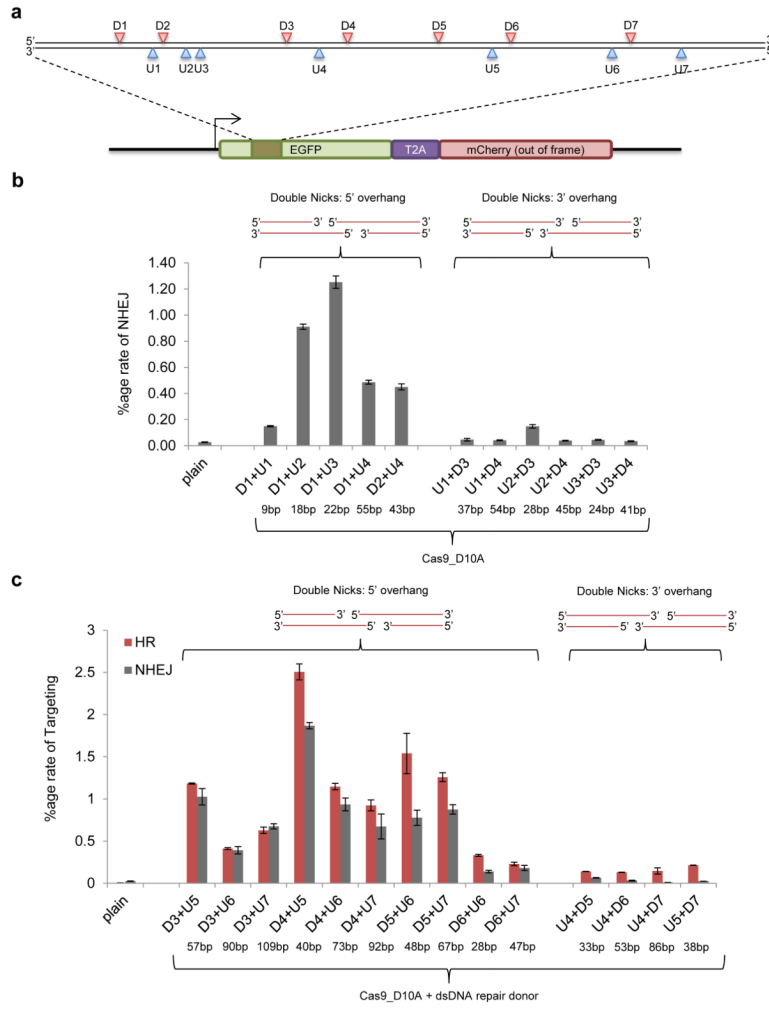 a
D1 D2 D3 D4 D5 D6 D7
5' 3'
3' 5'
U1 U2 U3 U4 U5 U6 U7
EGFP T2A mCherry (out of frame)
b
Double Nicks: 5' overhang Double Nicks: 3' overhang
5' 3' 5' 3' 5' 3' 5' 3'
3' 5' 3' 5' 3' 5' 3' 5'
%age rate of NHEJ
1.40
1.20
1.00
0.80
0.60
0.40
0.20
0.00
plain D1+U1 D1+U2 D1+U3 D1+U4 D2+U4 U1+D3 U1+D4 U2+D3 U2+D4 U3+D3 U3+D4
9bp 18bp 22bp 55bp 43bp 37bp 54bp 28bp 45bp 24bp 41bp
Cas9_D10A
c
Double Nicks: 5' overhang Double Nicks: 3' overhang
5' 3' 5' 3' 5' 3' 5' 3'
3' 5' 3' 5' 3' 5' 3' 5'
HR
NHEJ
%age rate of Targeting
3
2.5
2
1.5
1
0.5
0
plain D3+U5 D3+U6 D3+U7 D4+U5 D4+U6 D4+U7 D5+U6 D5+U7 D6+U6 D6+U7 U4+D5 U4+D6 U4+D7 U5+D7
57bp 90bp 109bp 40bp 73bp 92bp 48bp 67bp 28bp 47bp 33bp 53bp 86bp 38bp
Cas9_D10A + dsDNA repair donor